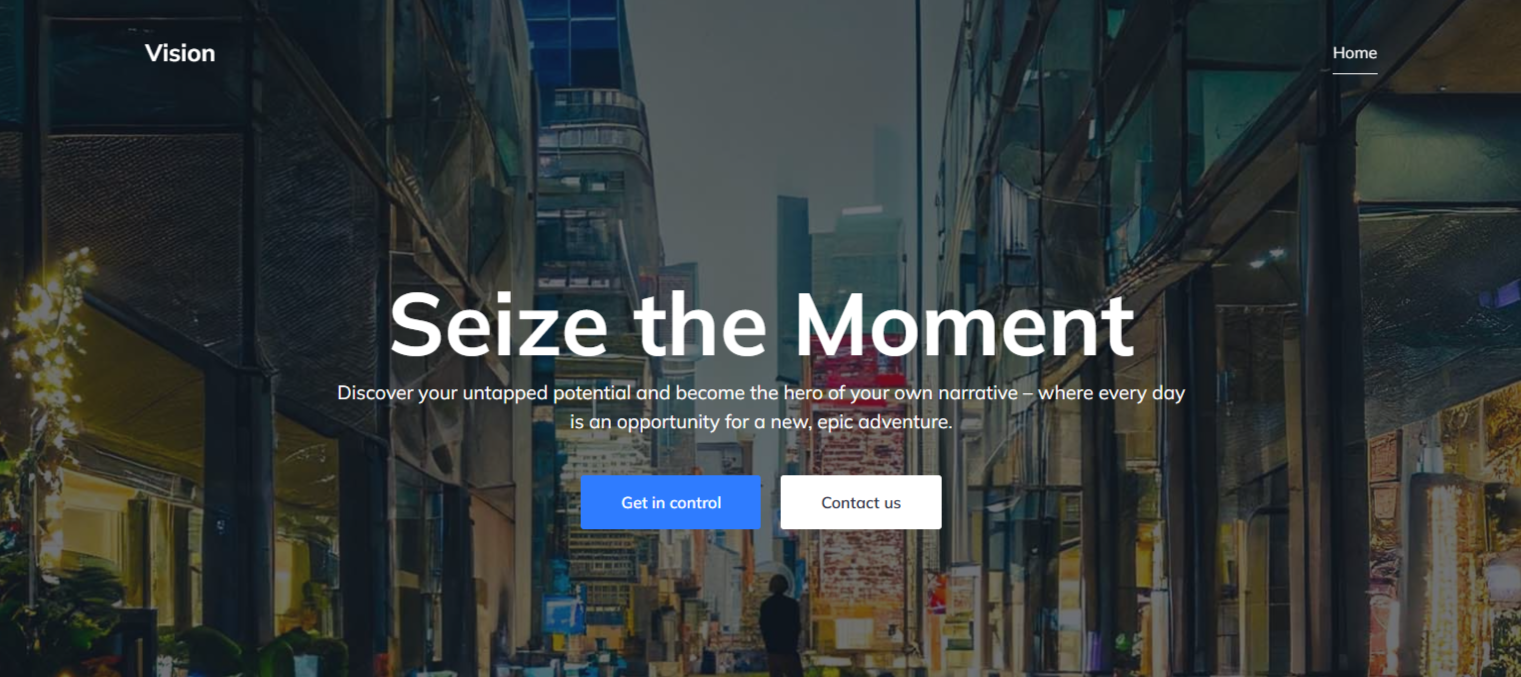 Vision
Home
Seize the Moment
Discover your untapped potential and become the hero of your own narrative – where every day
is an opportunity for a new, epic adventure.
Get in control
Contact us